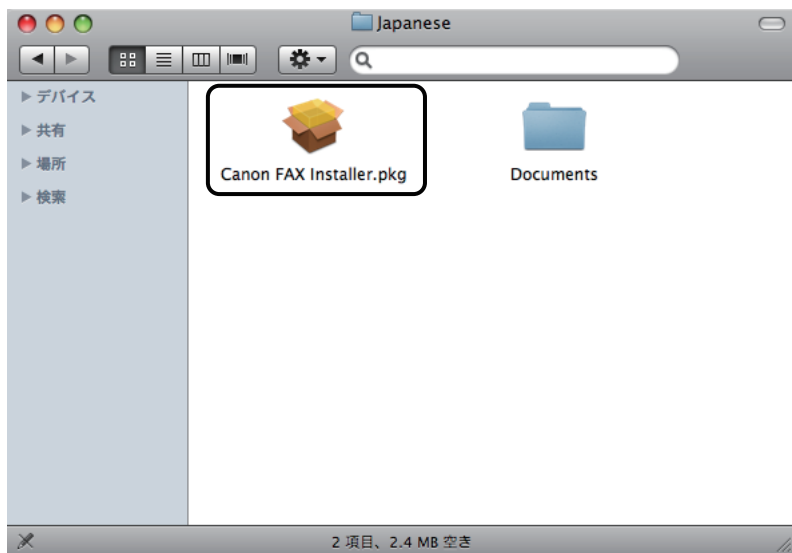 Japanese
デバイス
共有
場所
検索
Canon FAX Installer.pkg
Documents
2 項目、2.4 MB 空き